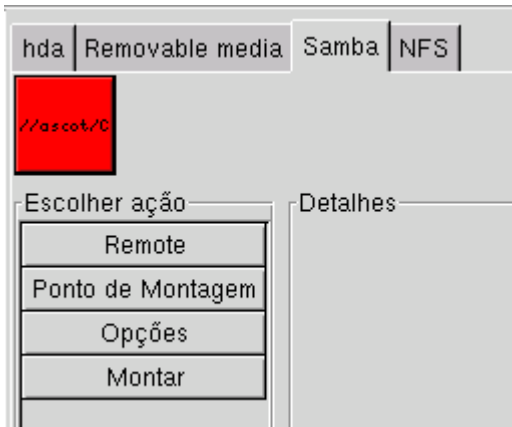 hda Removable media Samba NFS
//ascot/C
Escolher ação Detalhes
Remote
Ponto de Montagem
Opções
Montar